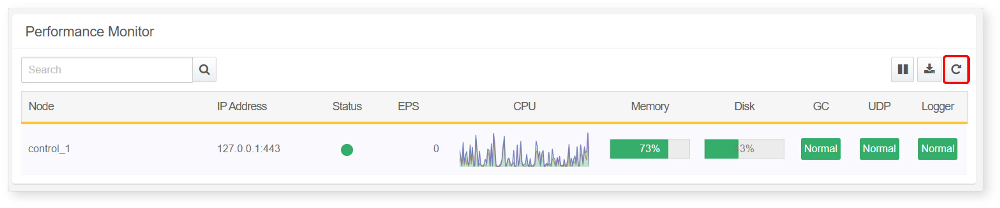 Performance Monitor
Search
Node IP Address Status EPS CPU Memory Disk GC UDP Logger
control_1 127.0.0.1:443 0 73% 43% Normal Normal Normal